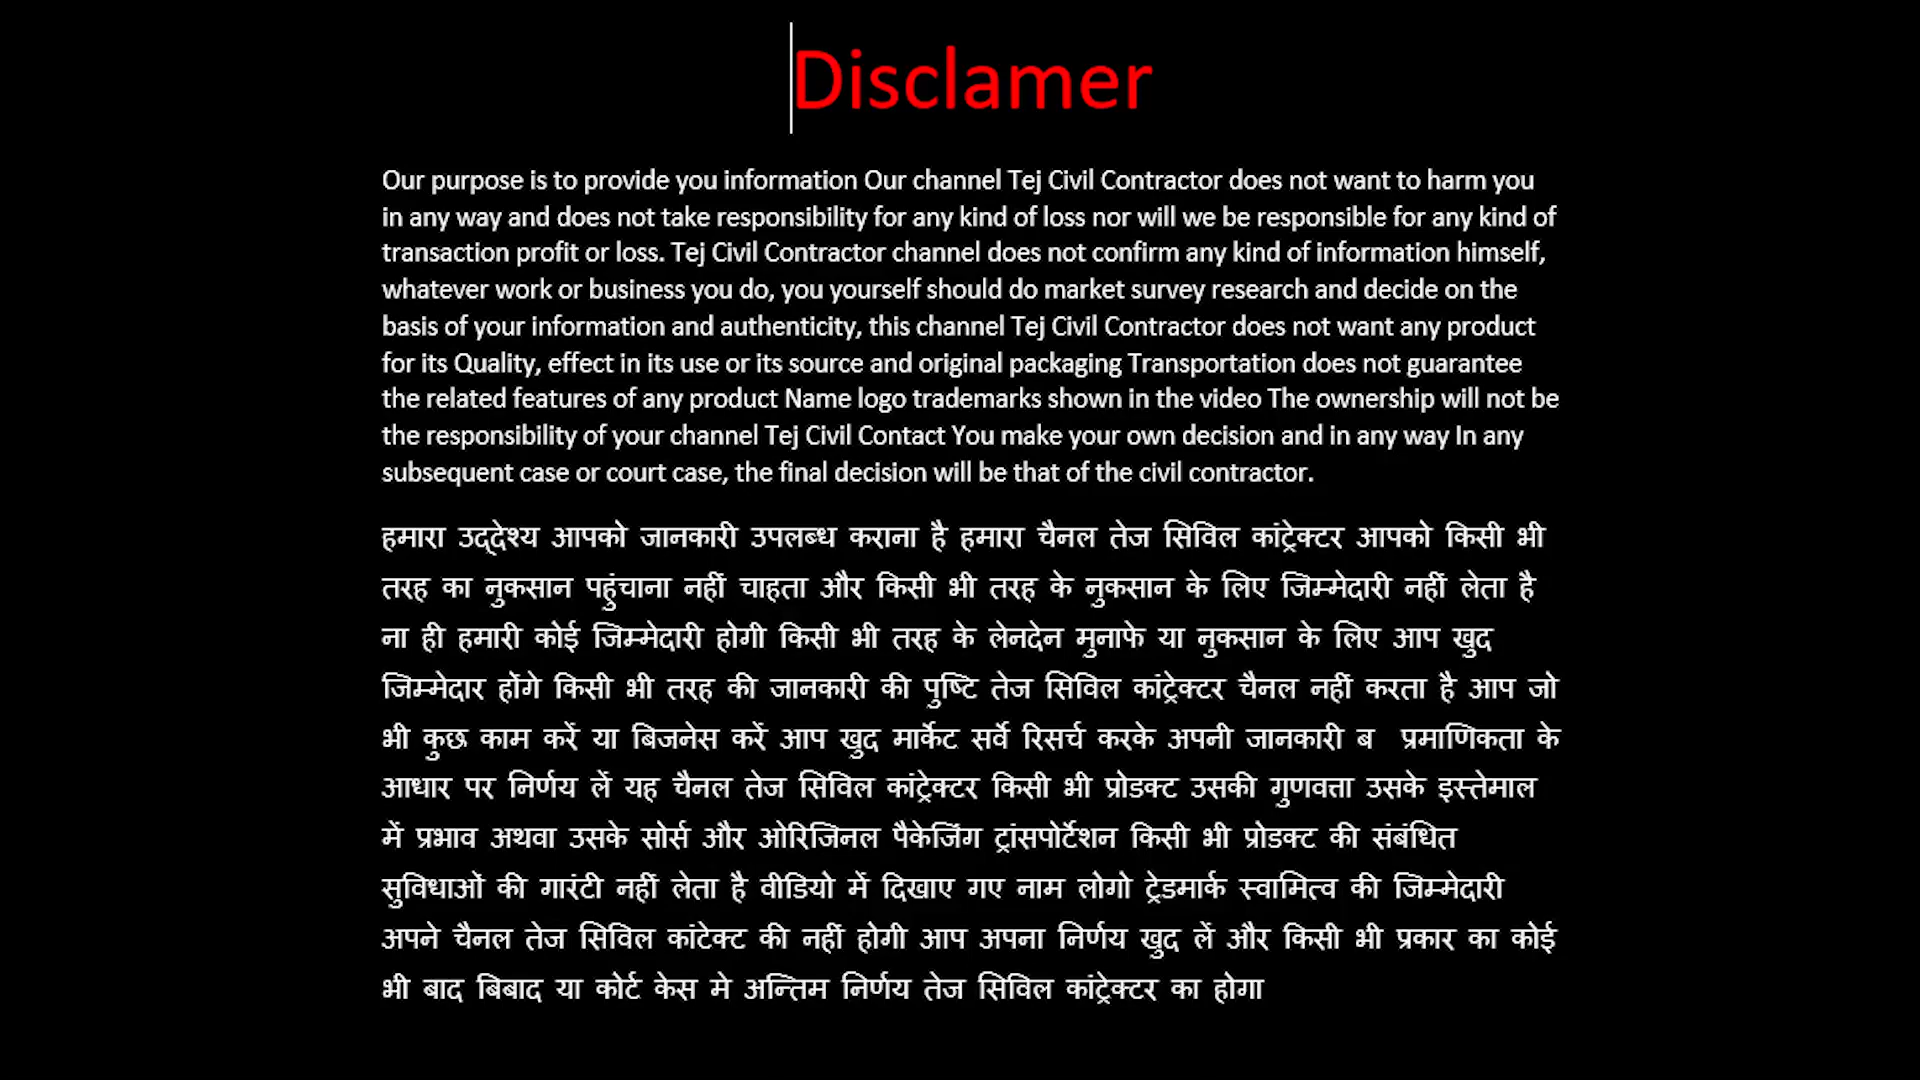 Disclamer
Our purpose is to provide you information Our channel Tej Civil Contractor does not want to harm you
in any way and does not take responsibility for any kind of loss nor will we be responsible for any kind of
transaction profit or loss. Tej Civil Contractor channel does not confirm any kind of information himself,
whatever work or business you do, you yourself should do market survey research and decide on the
basis of your information and authenticity, this channel Tej Civil Contractor does not want any product
for its Quality, effect in its use or its source and original packaging Transportation does not guarantee
the related features of any product Name logo trademarks shown in the video The ownership will not be
the responsibility of your channel Tej Civil Contact You make your own decision and in any way In any
subsequent case or court case, the final decision will be that of the civil contractor.
हमारा उद्देश्य आपको जानकारी उपलब्ध कराना है हमारा चैनल तेज सिविल कांट्रेक्टर आपको किसी भी
तरह का नुकसान पहुंचाना नहीं चाहता और किसी भी तरह के नुकसान के लिए जिम्मेदारी नहीं लेता है
ना ही हमारी कोई जिम्मेदारी होगी किसी भी तरह के लेनदेन मुनाफे या नुकसान के लिए आप खुद
जिम्मेदार होंगे किसी भी तरह की जानकारी की पुष्टि तेज सिविल कांट्रेक्टर चैनल नहीं करता है आप जो
भी कुछ काम करें या बिजनेस करें आप खुद मार्केट सर्वे रिसर्च करके अपनी जानकारी ब प्रमाणिकता के
आधार पर निर्णय लें यह चैनल तेज सिविल कांट्रेक्टर किसी भी प्रोडक्ट उसकी गुणवत्ता उसके इस्तेमाल
में प्रभाव अथवा उसके सोर्स और ओरिजिनल पैकेजिंग ट्रांसपोर्टेशन किसी भी प्रोडक्ट की संबंधित
सुविधाओं की गारंटी नहीं लेता है वीडियो में दिखाए गए नाम लोगो ट्रेडमार्क स्वामित्व की जिम्मेदारी
अपने चैनल तेज सिविल कांटेक्ट की नहीं होगी आप अपना निर्णय खुद लें और किसी भी प्रकार का कोई
भी बाद बिबाद या कोर्ट केस मे अन्तिम निर्णय तेज सिविल कांट्रेक्टर का होगा